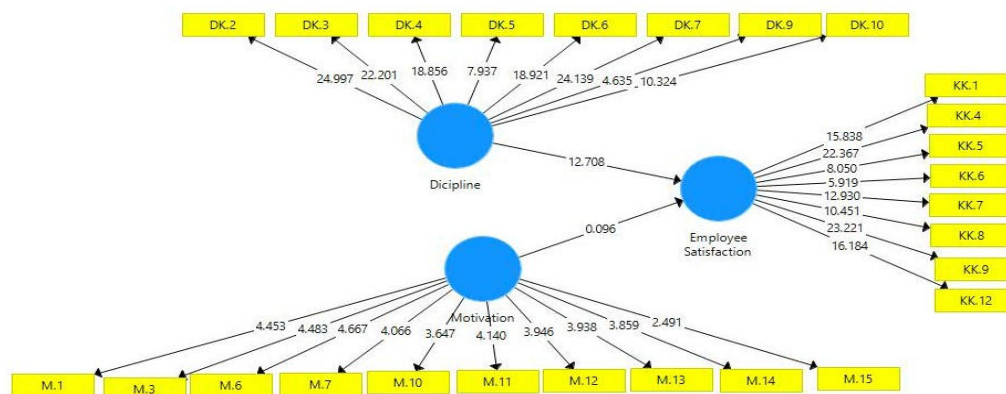 DK.2
DK.3
DK.4
DK.5
DK.6
DK.7
DK.9
DK.10
24.997
22.201
18.856
7.937
18.921
24.139
4.635
10.324
Dicipline
12.708
KK.1
KK.4
KK.5
KK.6
KK.7
KK.8
KK.9
KK.12
15.838
22.367
8.050
5.919
12.930
10.451
23.221
16.184
Employee
Satisfaction
0.096
Motivation
4.453
4.483
4.667
4.066
3.647
4.140
3.946
3.938
3.859
2.491
M.1
M.3
M.6
M.7
M.10
M.11
M.12
M.13
M.14
M.15